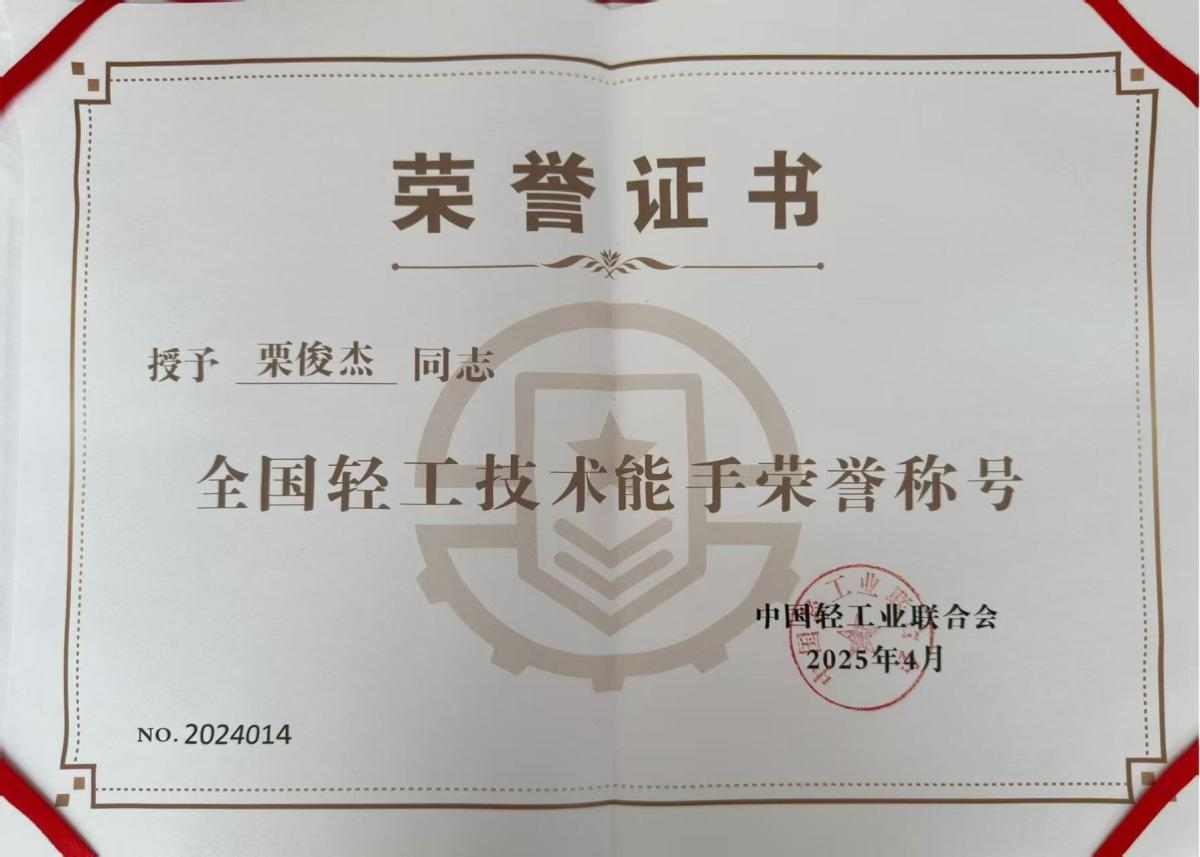 荣誉证书
授予 栗俊杰 同志
全国轻工技术能手荣誉称号
中国轻工业联合会
2025年4月
NO. 2024014